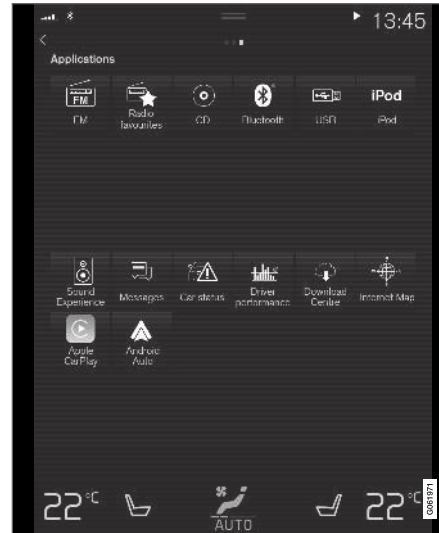 13:45
Applications
FM
iPod
FM
Radio
favourites
CD
Bluetooth
USB
iPod
Sound
Experience
Messages
Car status
Driver
performance
Download
Centre
Internet Map
Apple
CarPlay
Android
Auto
22°C
22°C
AUTO
G061971